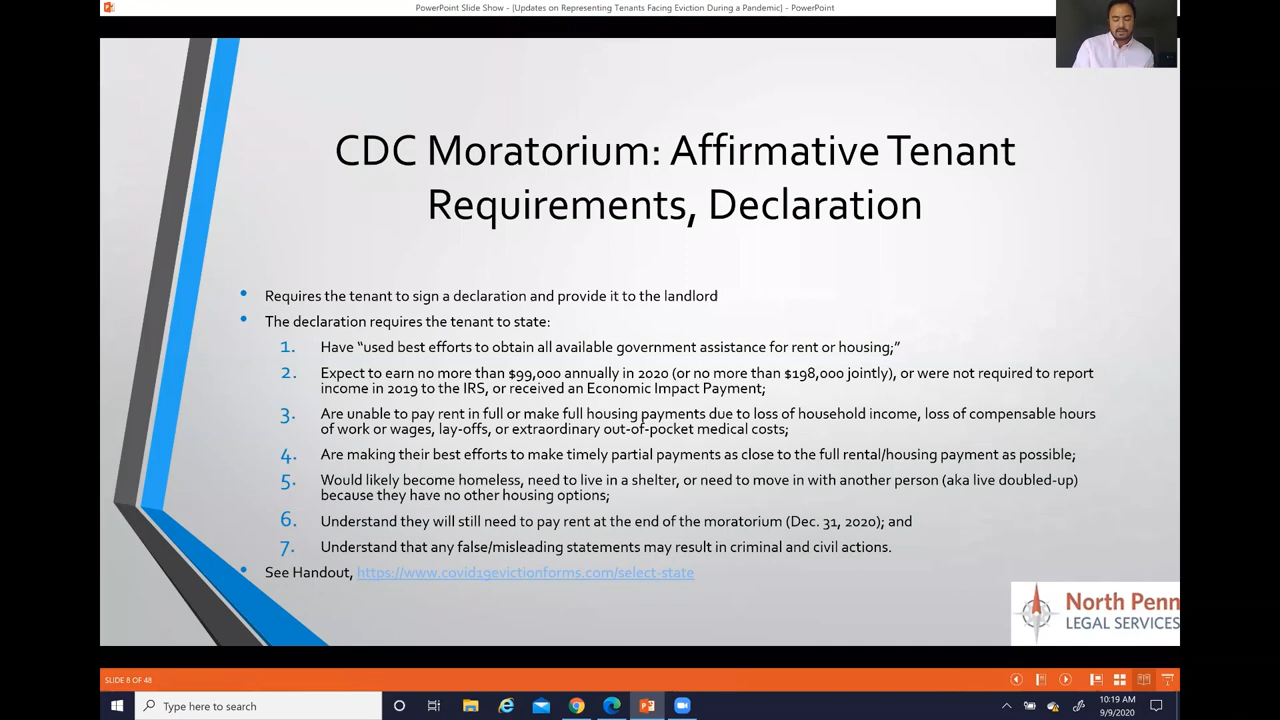 PowerPoint Slide Show - [Updates on Representing Tenants Facing Eviction During a Pandemic] - PowerPoint
CDC Moratorium: Affirmative Tenant
Requirements, Declaration
• Requires the tenant to sign a declaration and provide it to the landlord
• The declaration requires the tenant to state:
1. Have “used best efforts to obtain all available government assistance for rent or housing;”
2. Expect to earn no more than $99,000 annually in 2020 (or no more than $198,000 jointly), or were not required to report
income in 2019 to the IRS, or received an Economic Impact Payment;
3. Are unable to pay rent in full or make full housing payments due to loss of household income, loss of compensable hours
of work or wages, lay-offs, or extraordinary out-of-pocket medical costs;
4. Are making their best efforts to make timely partial payments as close to the full rental/housing payment as possible;
5. Would likely become homeless, need to live in a shelter, or need to move in with another person (aka live doubled-up)
because they have no other housing options;
6. Understand they will still need to pay rent at the end of the moratorium (Dec. 31, 2020); and
7. Understand that any false/misleading statements may result in criminal and civil actions.
• See Handout, https://www.covid19evictionforms.com/select-state
North Penn
LEGAL SERVICES
SLIDE 8 OF 48
Type here to search
10:19 AM
9/9/2020